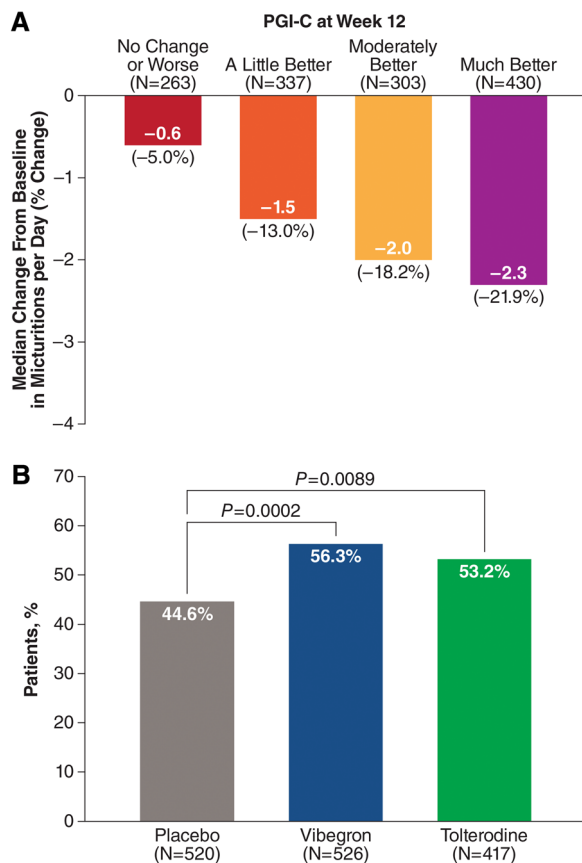 A
PGI-C at Week 12
No Change
or Worse
(N=263)
A Little Better
(N=337)
Moderately
Better
(N=303)
Much Better
(N=430)
Median Change From Baseline
in Micturitions per Day (% Change)
0
–1
–2
–3
–4
–0.6
(–5.0%)
–1.5
(–13.0%)
–2.0
(–18.2%)
–2.3
(–21.9%)
B
Patients, %
70
60
50
40
30
20
10
0
P=0.0089
P=0.0002
44.6%
56.3%
53.2%
Placebo
(N=520)
Vibegron
(N=526)
Tolterodine
(N=417)